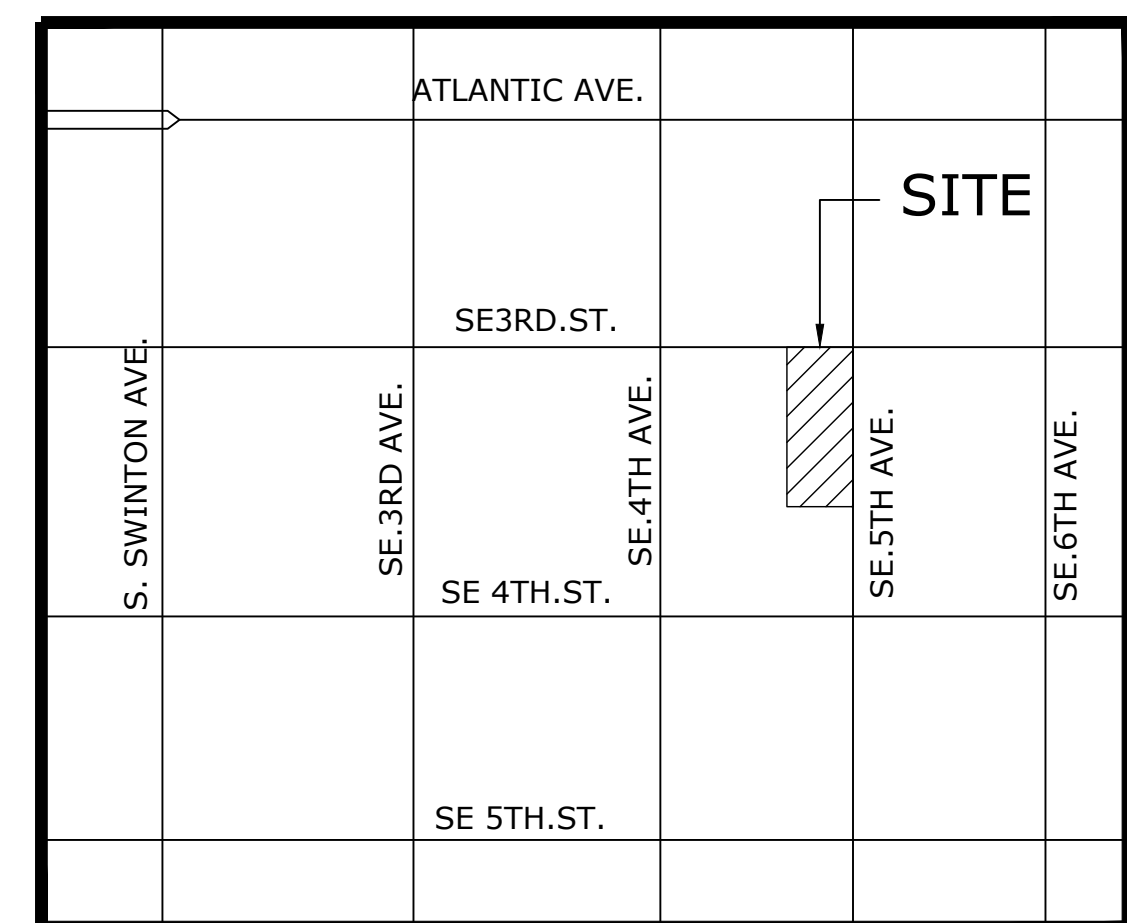 ATLANTIC AVE.
SITE
SE3RD.ST.
S. SWINTON AVE.
SE.3RD AVE.
SE.4TH AVE.
SE.5TH AVE.
SE.6TH AVE.
SE 4TH.ST.
SE 5TH.ST.